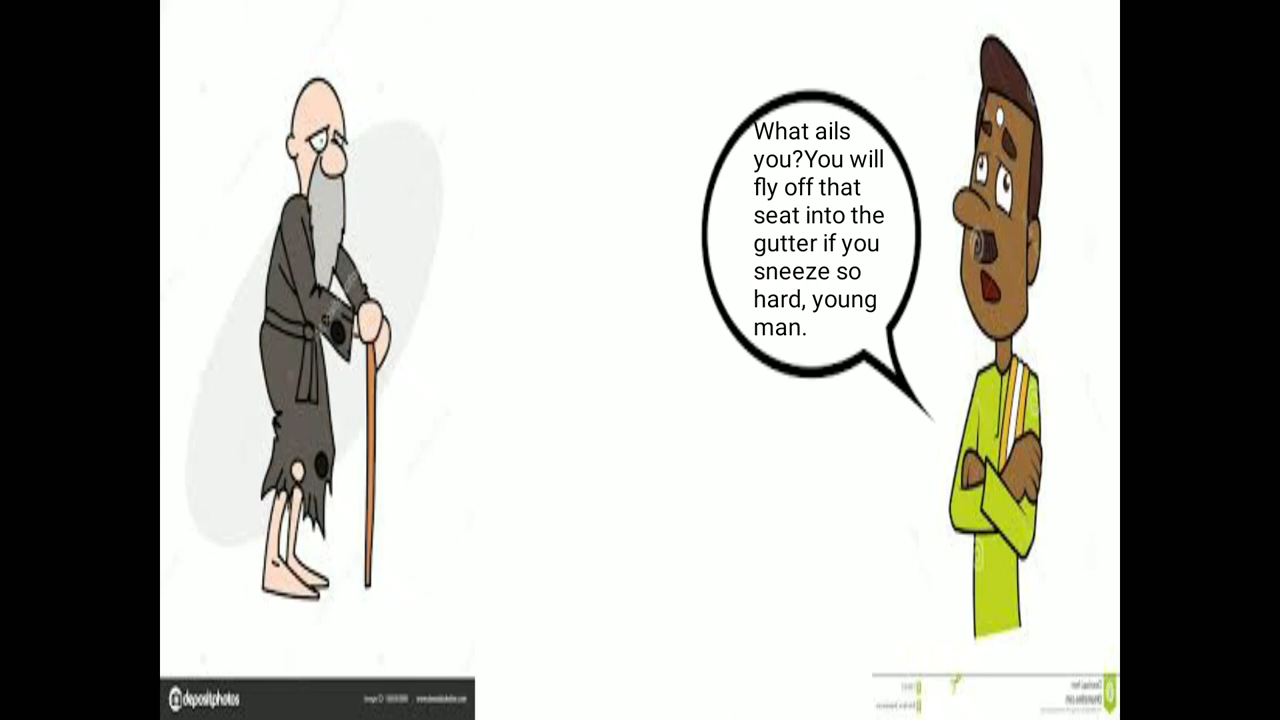 What ails
you?You will
fly off that
seat into the
gutter if you
sneeze so
hard, young
man.
depositphotos